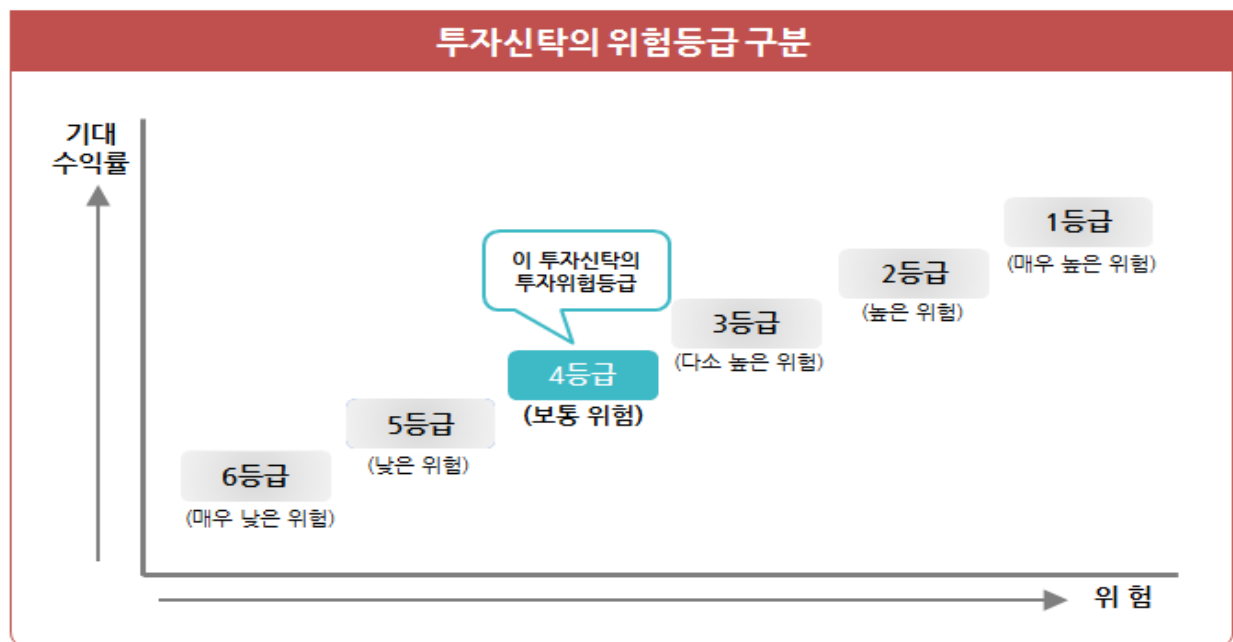 투자신탁의 위험등급 구분
기대
수익률
1등급
(매우 높은 위험)
이 투자신탁의
투자위험등급
2등급
(높은 위험)
3등급
(다소 높은 위험)
4등급
(보통 위험)
5등급
(낮은 위험)
6등급
(매우 낮은 위험)
위 험